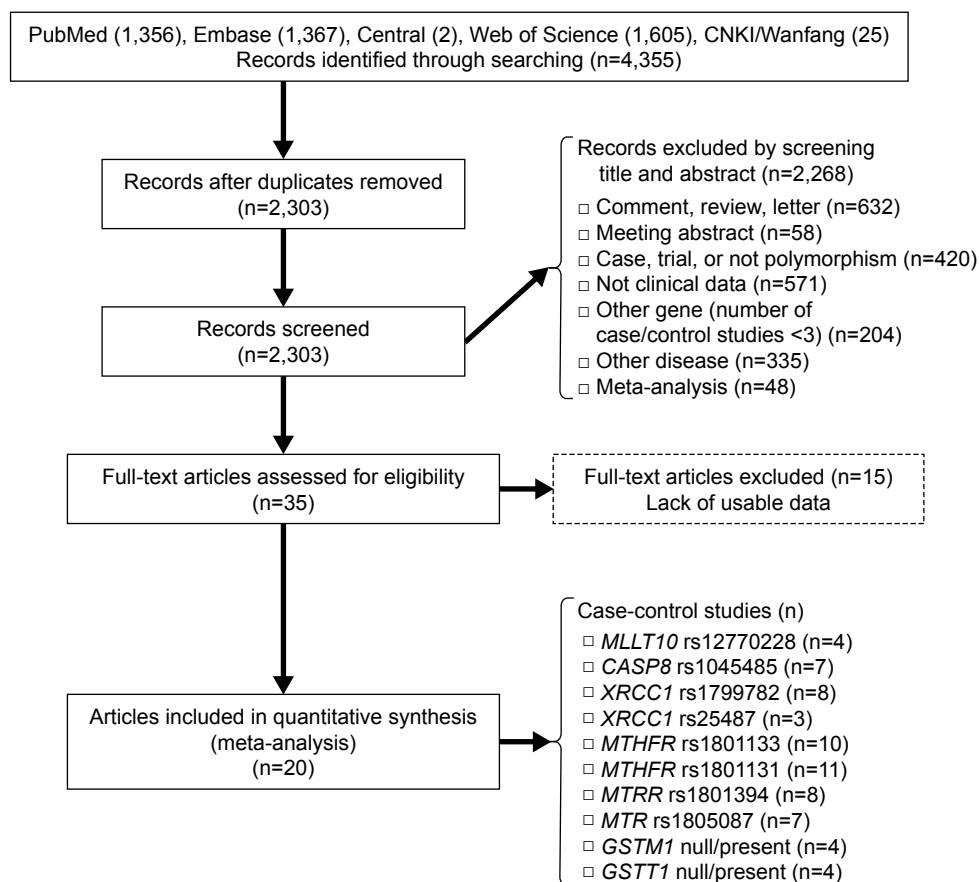 PubMed (1,356), Embase (1,367), Central (2), Web of Science (1,605), CNKI/Wanfang (25)
Records identified through searching (n=4,355)
Records after duplicates removed
(n=2,303)
Records screened
(n=2,303)
Records excluded by screening
title and abstract (n=2,268)
□ Comment, review, letter (n=632)
□ Meeting abstract (n=58)
□ Case, trial, or not polymorphism (n=420)
□ Not clinical data (n=571)
□ Other gene (number of
case/control studies <3) (n=204)
□ Other disease (n=335)
□ Meta-analysis (n=48)
Full-text articles assessed for eligibility
(n=35)
Full-text articles excluded (n=15)
Lack of usable data
Articles included in quantitative synthesis
(meta-analysis)
(n=20)
Case-control studies (n)
□ MLLT10 rs12770228 (n=4)
□ CASP8 rs1045485 (n=7)
□ XRCC1 rs1799782 (n=8)
□ XRCC1 rs25487 (n=3)
□ MTHFR rs1801133 (n=10)
□ MTHFR rs1801131 (n=11)
□ MTRR rs1801394 (n=8)
□ MTR rs1805087 (n=7)
□ GSTM1 null/present (n=4)
□ GSTT1 null/present (n=4)